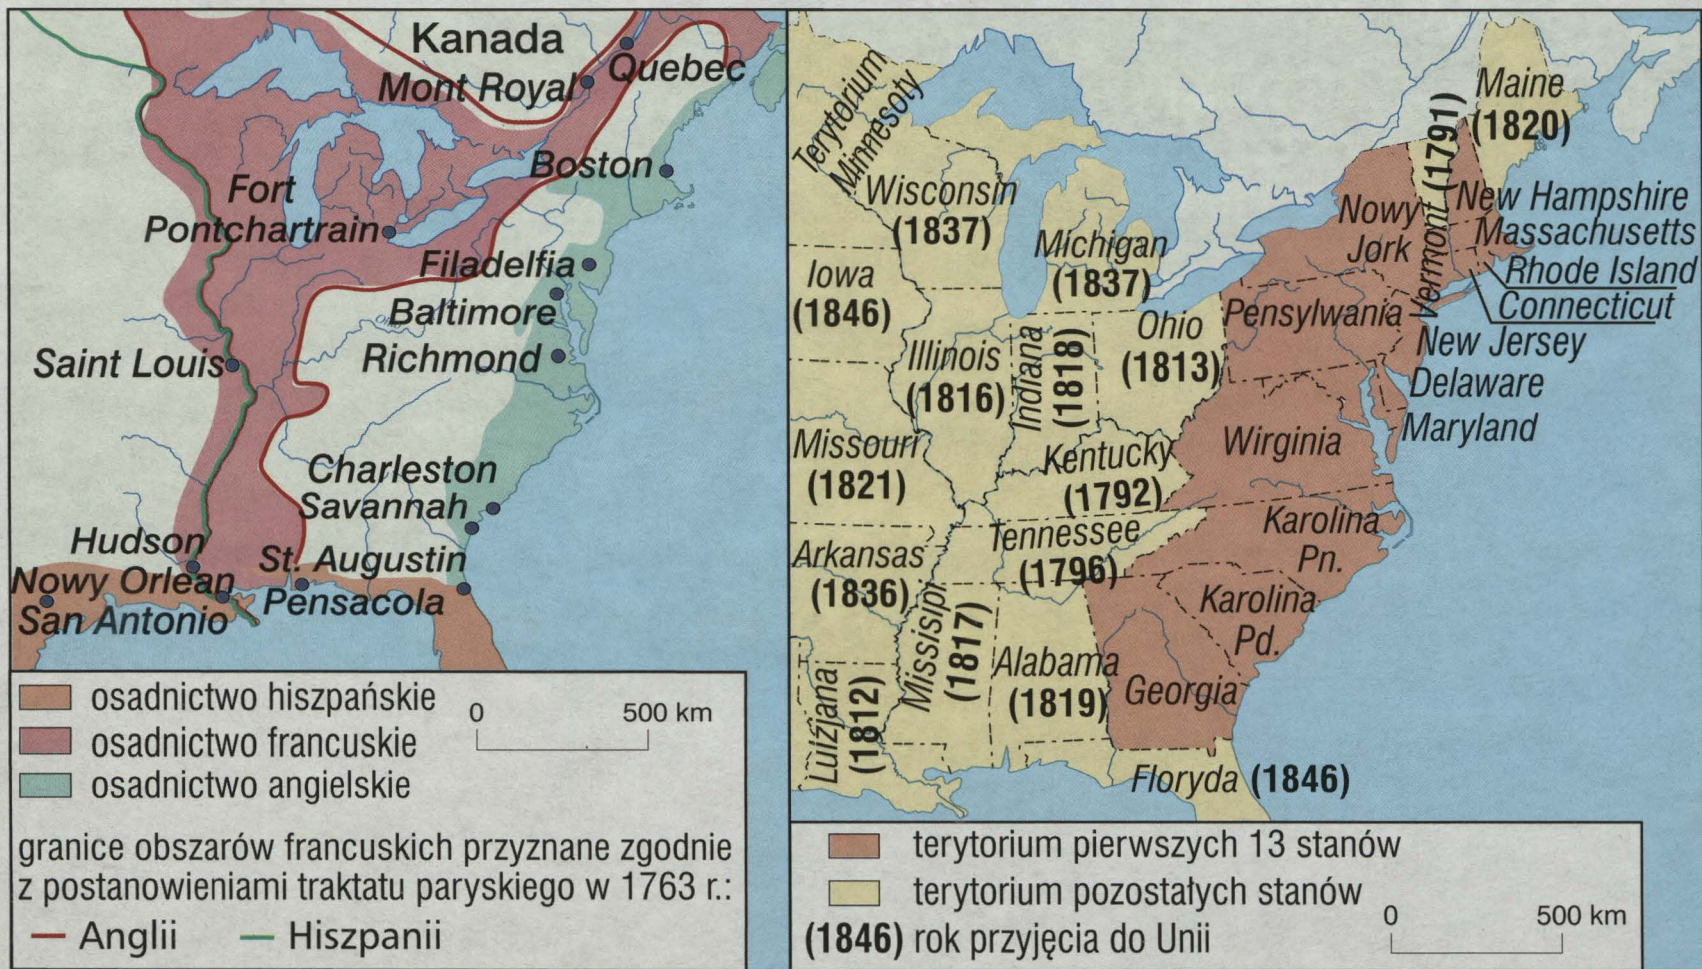 Kanada
Mont Royal
Quebec
Boston
Fort
Pontchartrain
Filadelfia
Baltimore
Ohio
Richmond
Saint Louis
Charleston
Savannah
Hudson
St. Augustin
Nowy Orlean
Pensacola
San Antonio
osadnictwo hiszpańskie
osadnictwo francuskie
osadnictwo angielskie
0 500 km
granice obszarów francuskich przyznane zgodnie
z postanowieniami traktatu paryskiego w 1763 r.:
Anglii Hiszpanii
Terytorium
Minnesoty
Maine
(1820)
Vermont (1791)
Wisconsin
(1837)
Michigan
(1837)
Nowy
Jork
New Hampshire
Massachusetts
Rhode Island
Connecticut
Iowa
(1846)
Illinois
(1816)
Indiana
(1818)
Ohio
(1813)
Pensylwania
New Jersey
Delaware
Maryland
Missouri
(1821)
Kentucky
(1792)
Wirginia
Arkansas
(1836)
Tennessee
(1796)
Karolina
Pn.
Karolina
Pd.
Luizjana
(1812)
Missisipi
(1817)
Alabama
(1819)
Georgia
Floryda (1846)
terytorium pierwszych 13 stanów
terytorium pozostałych stanów
(1846) rok przyjęcia do Unii
0 500 km